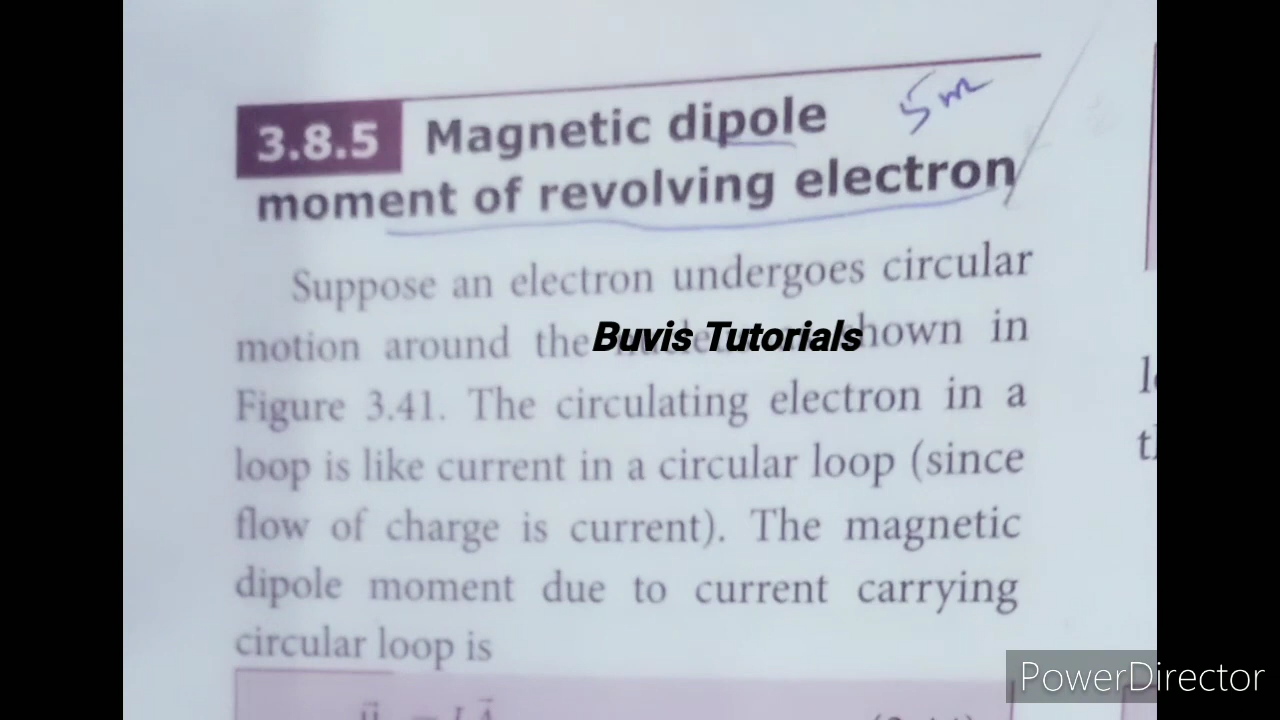 3.8.5 Magnetic dipole 5m
moment of revolving electron
Suppose an electron undergoes circular
motion around the Buvis Tutorials shown in
Figure 3.41. The circulating electron in a
loop is like current in a circular loop (since
flow of charge is current). The magnetic
dipole moment due to current carrying
circular loop is
PowerDirector